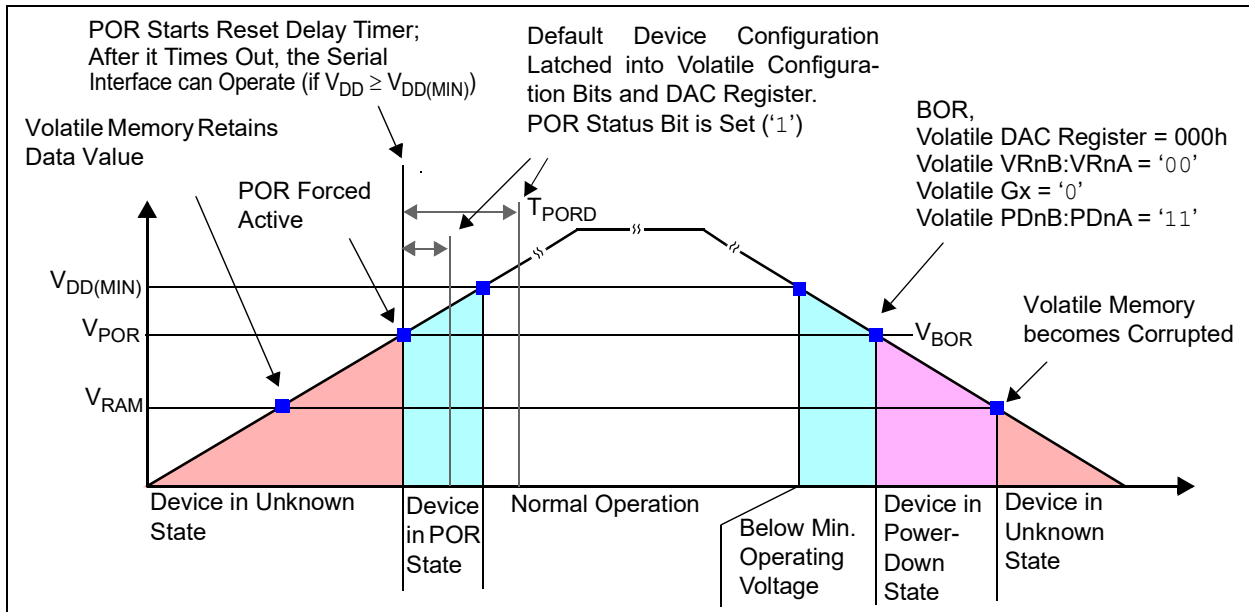 POR Starts Reset Delay Timer;
After it Times Out, the Serial
Interface can Operate (if VDD ≥ VDD(MIN))
Default Device Configuration
Latched into Volatile Configura-
tion Bits and DAC Register.
POR Status Bit is Set (‘1’)
BOR,
Volatile DAC Register = 000h
Volatile VRnB:VRnA = ‘00’
Volatile Gx = ‘0’
Volatile PDnB:PDnA = ‘11’
Volatile Memory Retains
Data Value
POR Forced
Active
TPORD
Volatile Memory
becomes Corrupted
VDD(MIN)
VPOR
VBOR
VRAM
Device in Unknown
State
Device
in POR
State
Normal Operation
Below Min.
Operating
Voltage
Device in
Power-
Down
State
Device in
Unknown
State